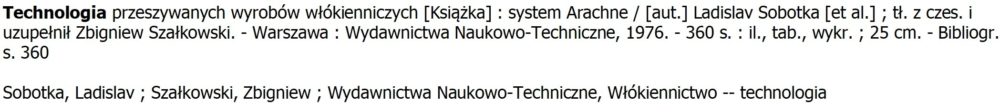 Technologia przeszywanych wyrobów włókienniczych [Książka] : system Arachne / [aut.] Ladislav Sobotka [et al.] ; tł. z czes. i
uzupełnił Zbigniew Szałkowski. - Warszawa : Wydawnictwa Naukowo-Techniczne, 1976. - 360 s. : il., tab., wykr. ; 25 cm. - Bibliogr.
s. 360
Sobotka, Ladislav ; Szałkowski, Zbigniew ; Wydawnictwa Naukowo-Techniczne, Włókiennictwo -- technologia